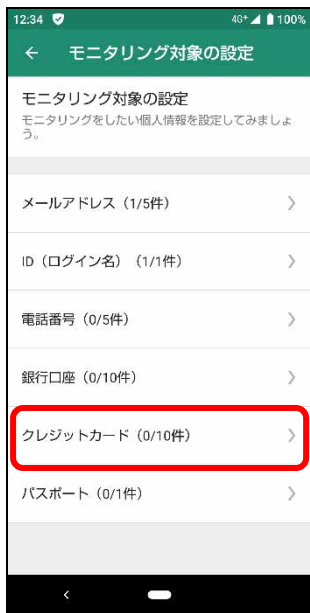 12:34 4G+ 100%
モニタリング対象の設定
モニタリング対象の設定
モニタリングをしたい個人情報を設定してみましょ
う。
メールアドレス（1/5件）
ID（ログイン名）（1/1件）
電話番号（0/5件）
銀行口座（0/10件）
クレジットカード（0/10件）
パスポート（0/1件）